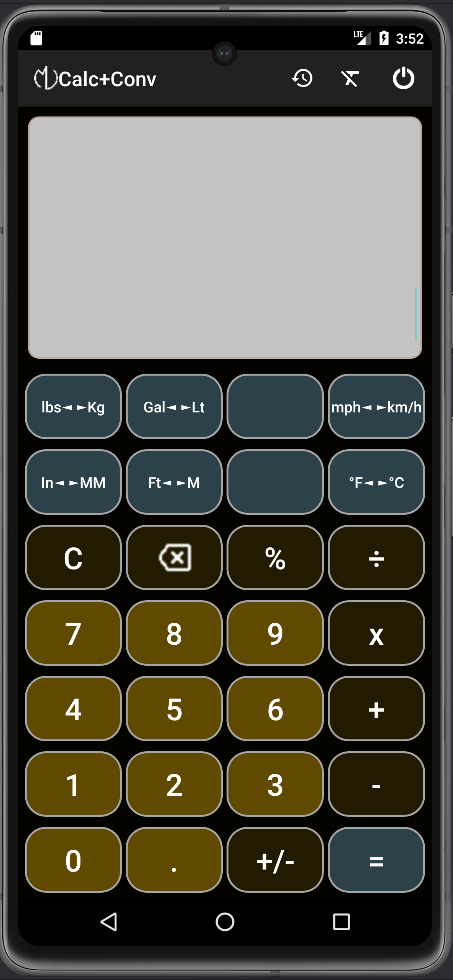 LTE 3:52
Calc+Conv
lbs◄ ►Kg Gal◄ ►Lt mph◄ ►km/h
In◄ ►MM Ft◄ ►M °F◄ ►°C
C % ÷
7 8 9 x
4 5 6 +
1 2 3 -
0 . +/- =